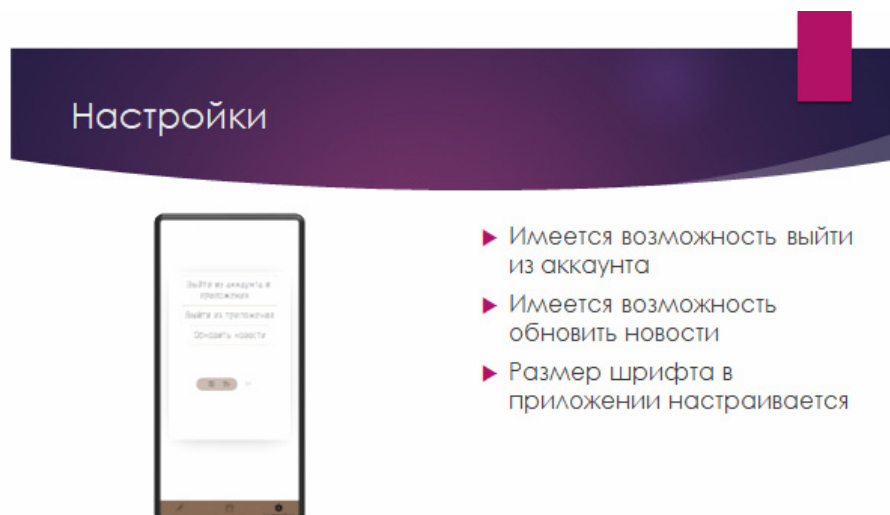 Настройки
Выйти из аккаунта и
приложения
Выйти из приложения
Обновить новости
Имеется возможность выйти
из аккаунта
Имеется возможность
обновить новости
Размер шрифта в
приложении настраивается